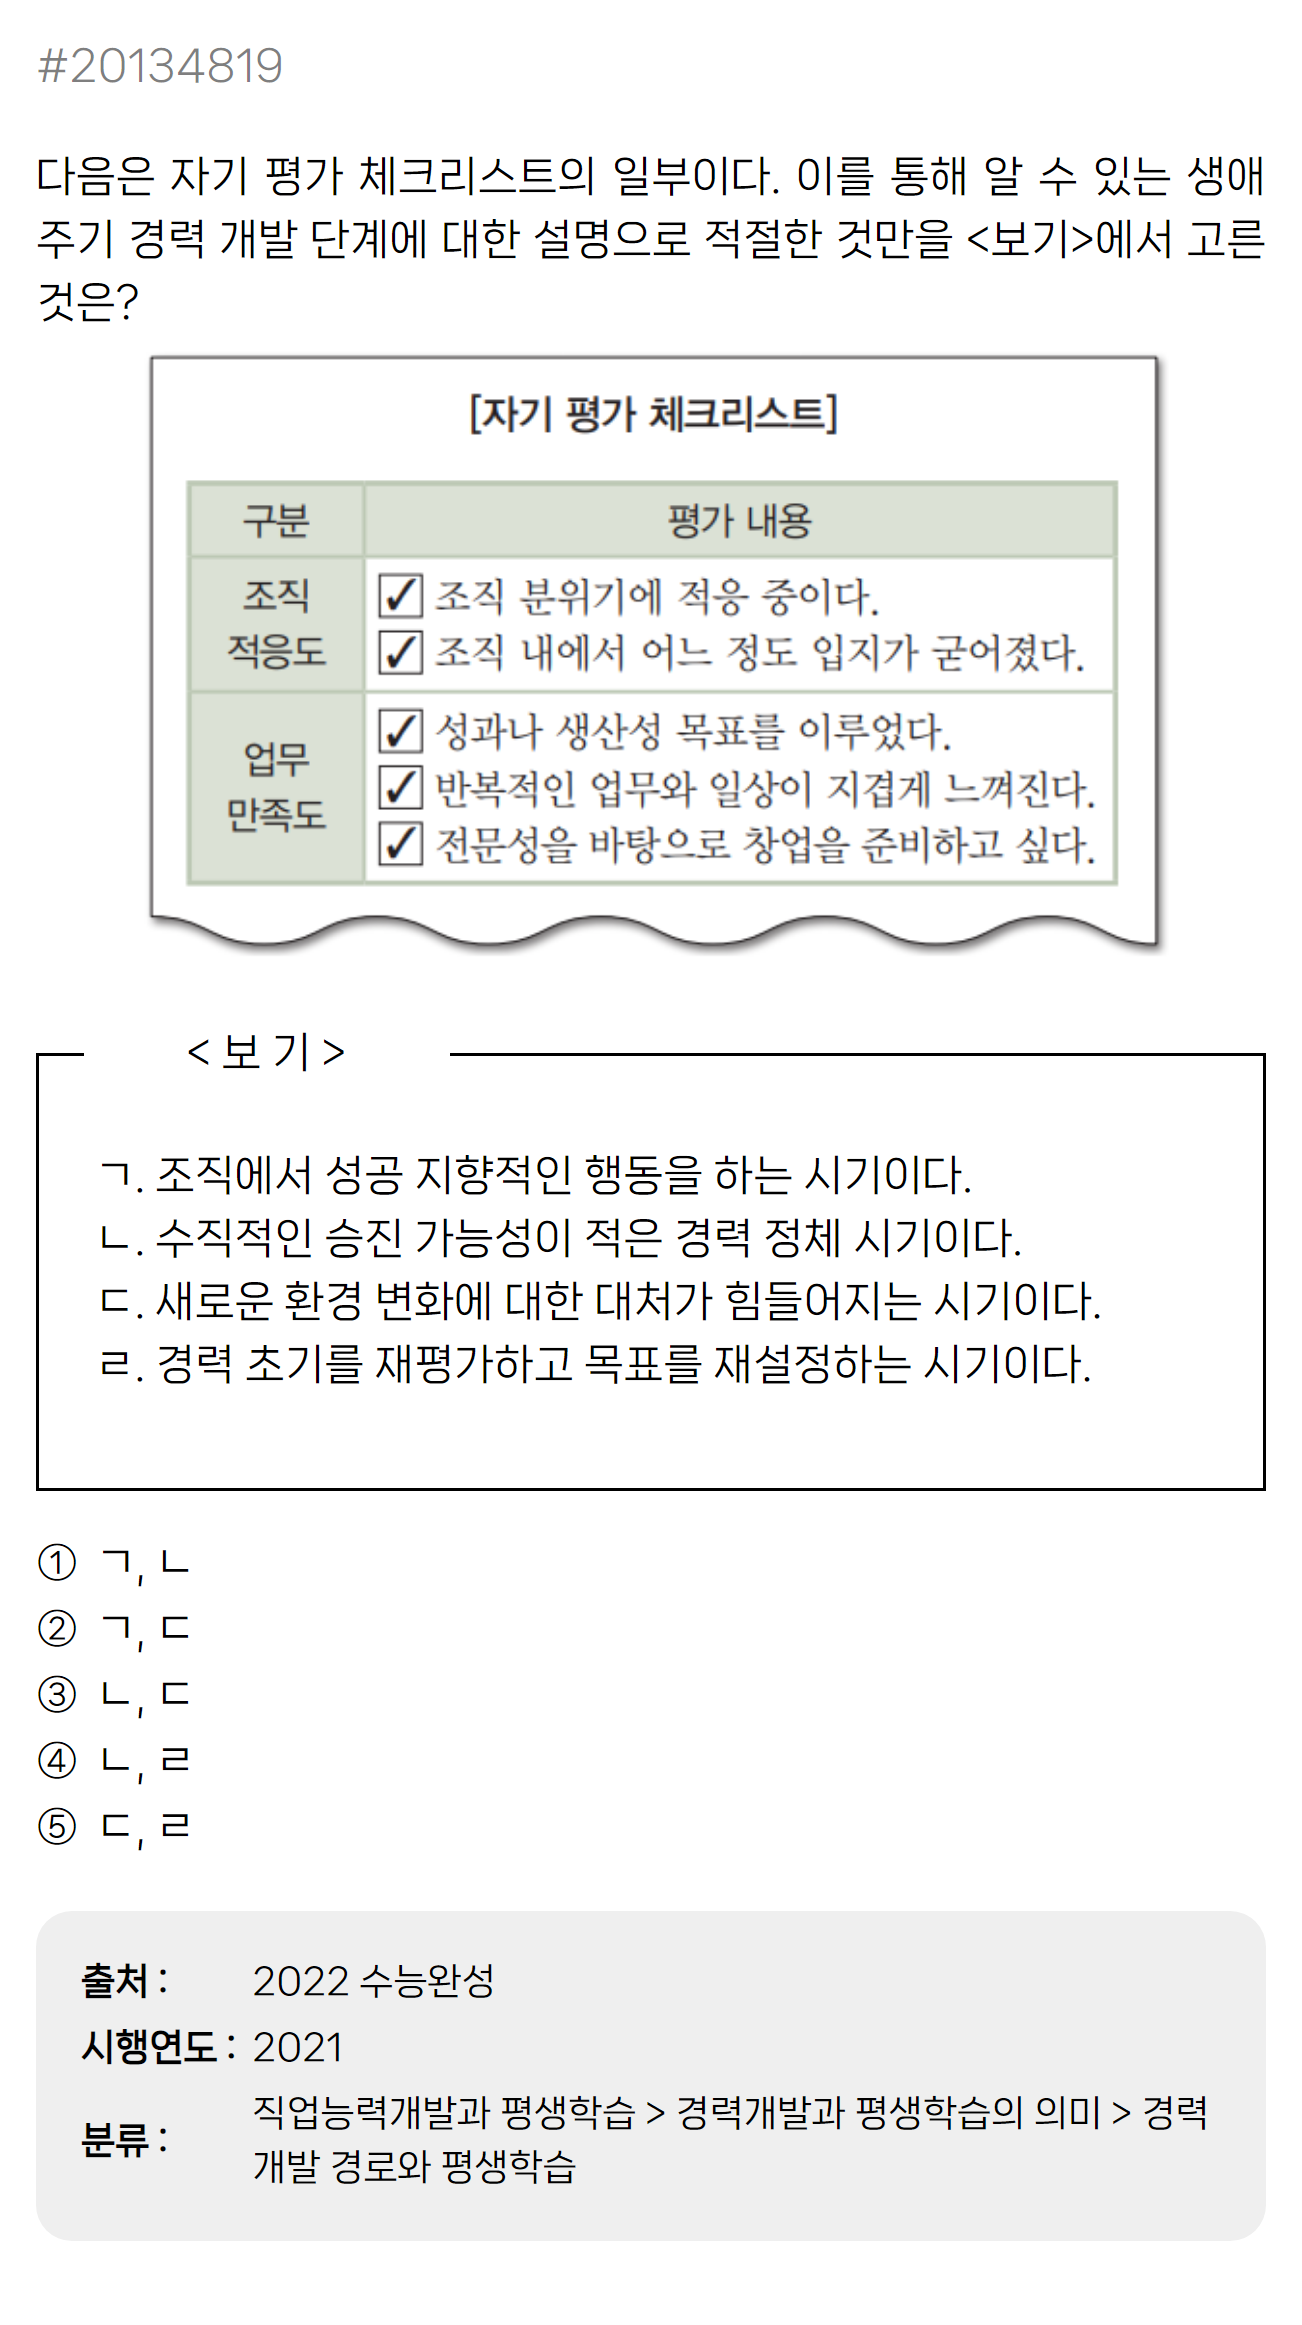 #20134819
다음은 자기 평가 체크리스트의 일부이다. 이를 통해 알 수 있는 생애
주기 경력 개발 단계에 대한 설명으로 적절한 것만을 <보기>에서 고른
것은?
[자기 평가 체크리스트]
구분 평가 내용
조직 적응도
☑ 조직 분위기에 적응 중이다.
☑ 조직 내에서 어느 정도 입지가 굳어졌다.
업무 만족도
☑ 성과나 생산성 목표를 이루었다.
☑ 반복적인 업무와 일상이 지겹게 느껴진다.
☑ 전문성을 바탕으로 창업을 준비하고 싶다.
< 보 기 >
ㄱ. 조직에서 성공 지향적인 행동을 하는 시기이다.
ㄴ. 수직적인 승진 가능성이 적은 경력 정체 시기이다.
ㄷ. 새로운 환경 변화에 대한 대처가 힘들어지는 시기이다.
ㄹ. 경력 초기를 재평가하고 목표를 재설정하는 시기이다.
① ㄱ, ㄴ
② ㄱ, ㄷ
③ ㄴ, ㄷ
④ ㄴ, ㄹ
⑤ ㄷ, ㄹ
출처 : 2022 수능완성
시행연도 : 2021
분류 : 직업능력개발과 평생학습 > 경력개발과 평생학습의 의미 > 경력
개발 경로와 평생학습